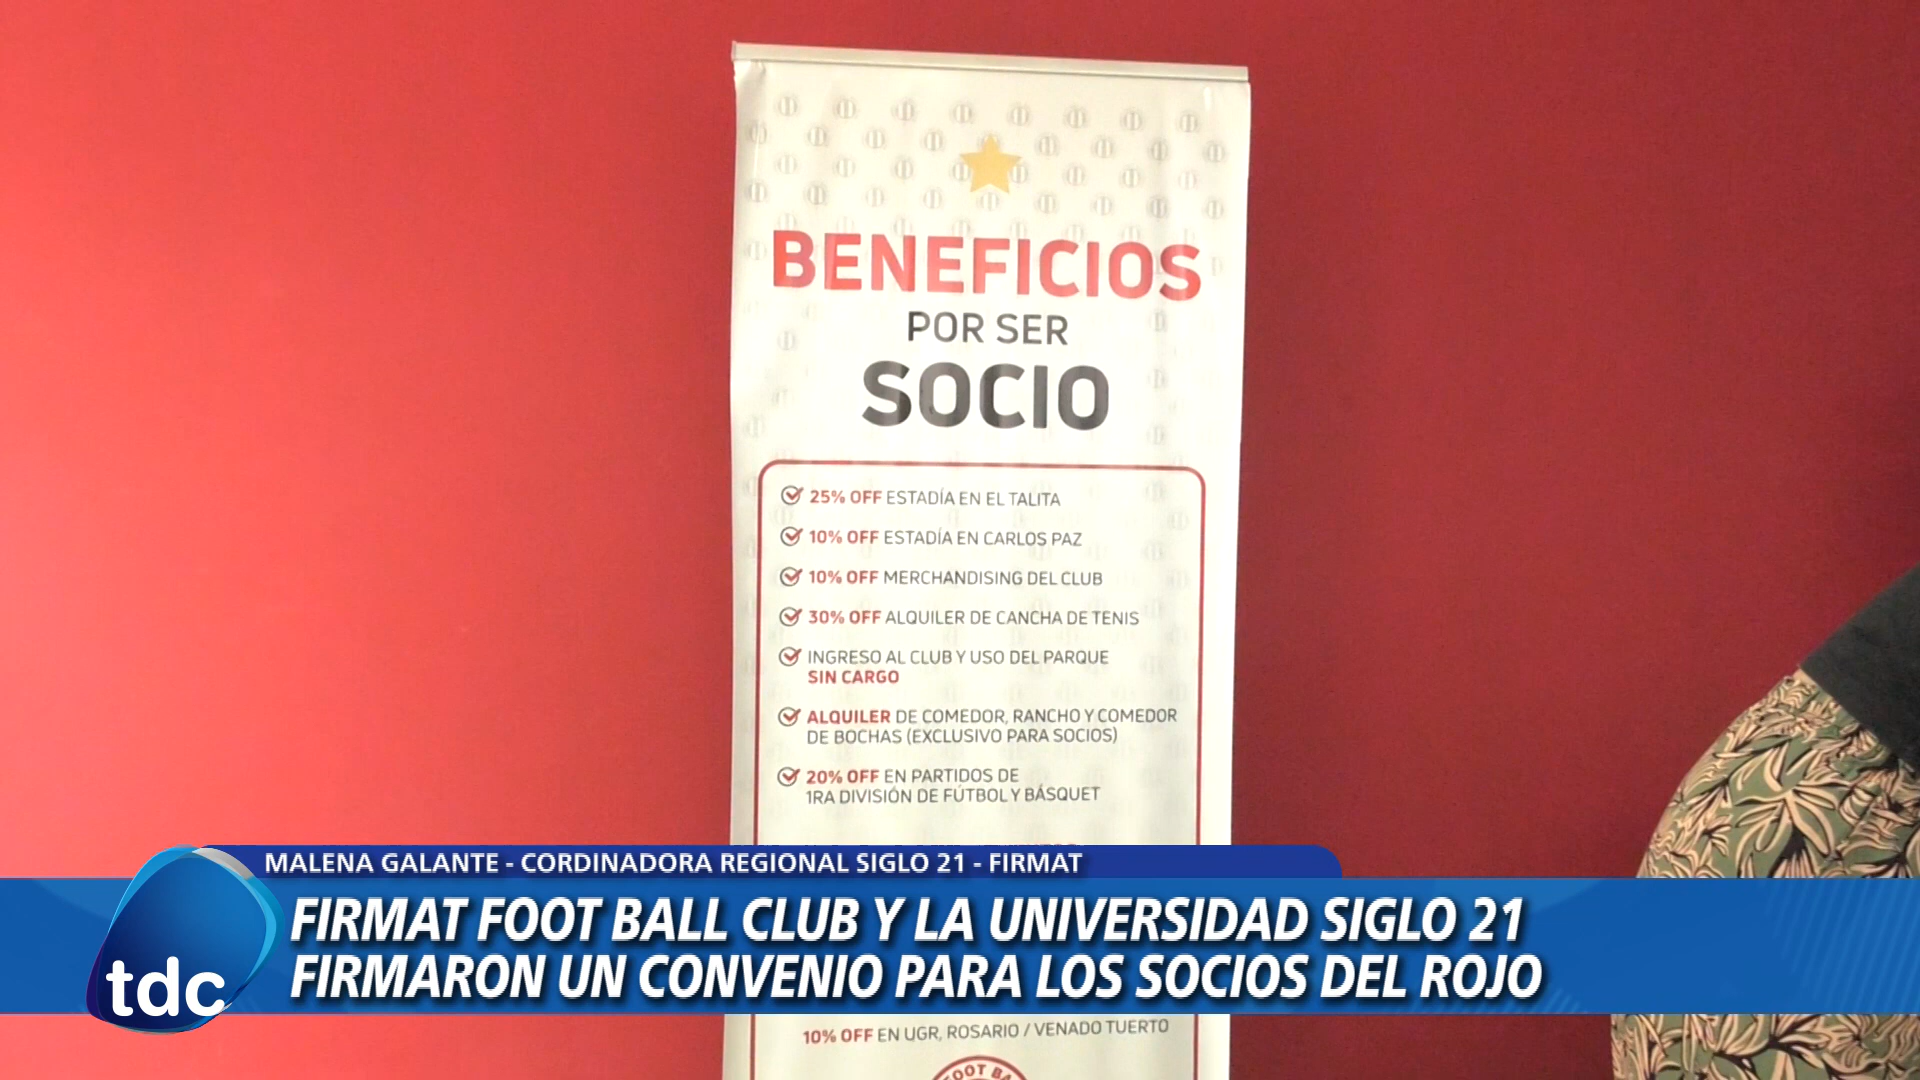 BENEFICIOS
POR SER
SOCIO
25% OFF ESTADÍA EN EL TALITA
10% OFF ESTADÍA EN CARLOS PAZ
10% OFF MERCHANDISING DEL CLUB
30% OFF ALQUILER DE CANCHA DE TENIS
INGRESO AL CLUB Y USO DEL PARQUE
SIN CARGO
ALQUILER DE COMEDOR, RANCHO Y COMEDOR
DE BOCHAS (EXCLUSIVO PARA SOCIOS)
20% OFF EN PARTIDOS DE
1RA DIVISIÓN DE FÚTBOL Y BÁSQUET
MALENA GALANTE - CORDINADORA REGIONAL SIGLO 21 - FIRMAT
FIRMAT FOOT BALL CLUB Y LA UNIVERSIDAD SIGLO 21
FIRMARON UN CONVENIO PARA LOS SOCIOS DEL ROJO
tdc
10% OFF EN UGR, ROSARIO / VENADO TUERTO